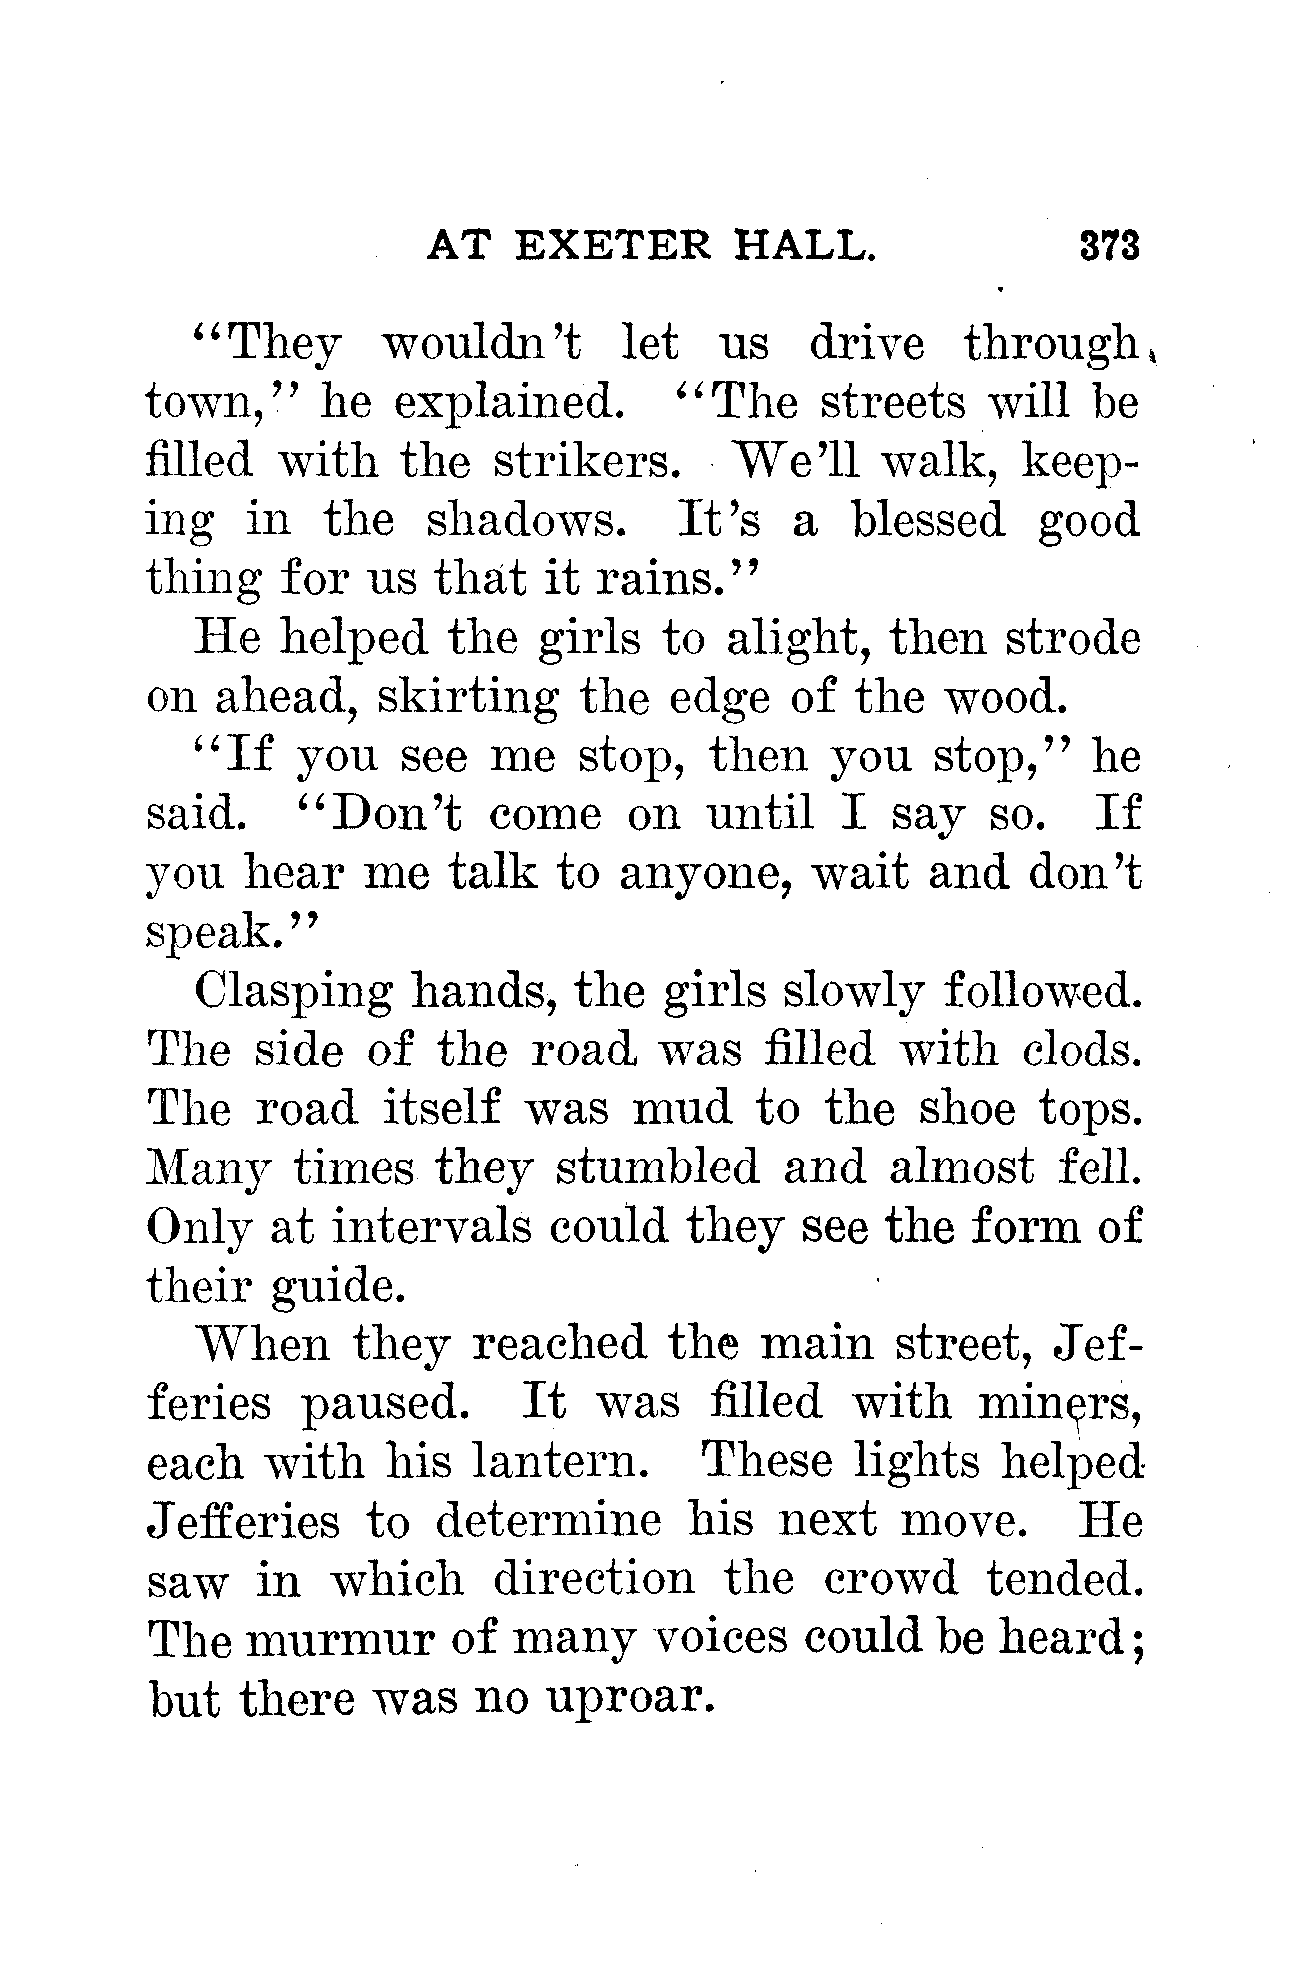 AT EXETER HALL. 373
"They wouldn't let us drive through
town," he explained. "The streets will be
filled with the strikers. We'll walk, keep-
ing in the shadows. It's a blessed good
thing for us that it rains."
He helped the girls to alight, then strode
on ahead, skirting the edge of the wood.
"If you see me stop, then you stop," he
said. "Don't come on until I say so. If
you hear me talk to anyone, wait and don't
speak."
Clasping hands, the girls slowly followed.
The side of the road was filled with clods.
The road itself was mud to the shoe tops.
Many times they stumbled and almost fell.
Only at intervals could they see the form of
their guide.
When they reached the main street, Jef-
feries paused. It was filled with miners,
each with his lantern. These lights helped
Jefferies to determine his next move. He
saw in which direction the crowd tended.
The murmur of many voices could be heard;
but there was no uproar.